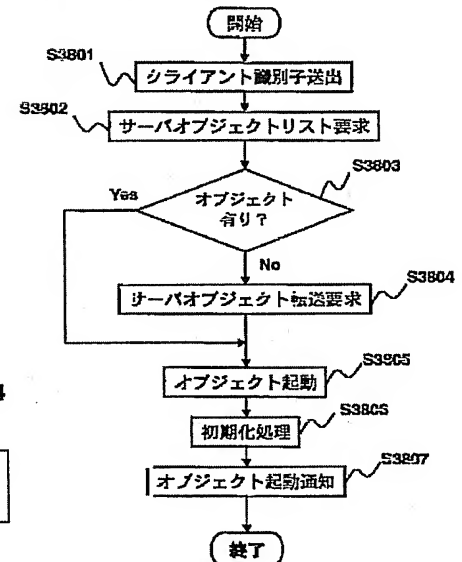 開始
S3801
クライアント識別子送出
S3802
サーバオブジェクトリスト要求
S3803
オブジェクト
有り？
Yes
No
S3804
サーバオブジェクト転送要求
S3805
オブジェクト起動
S3806
初期化処理
S3807
オブジェクト起動通知
終了